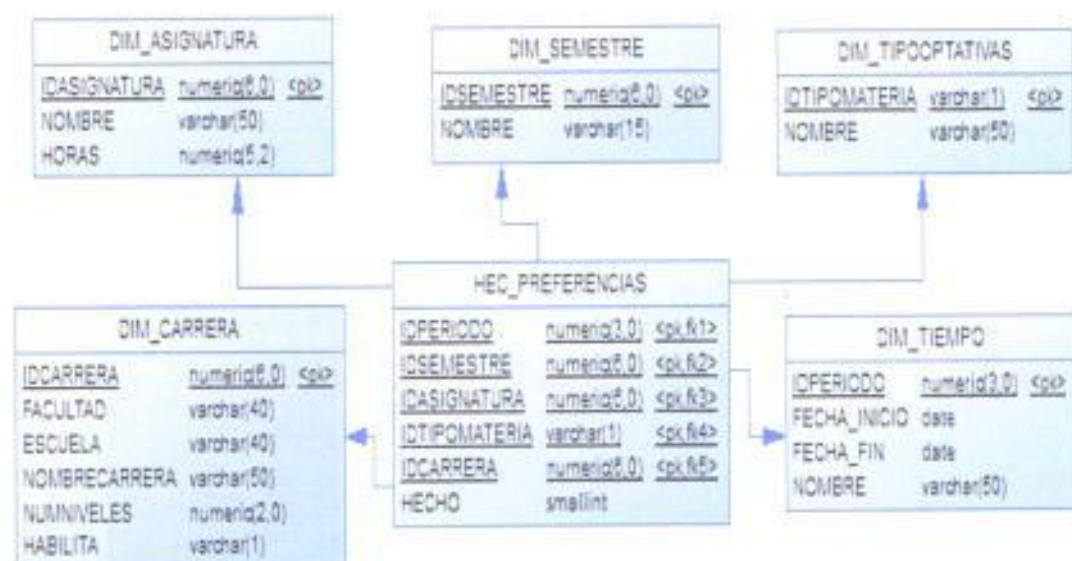 DIM_ASIGNATURA
IDASIGNATURA numeric(6,0) <pk>
NOMBRE varchar(50)
HORAS numeric(5,2)
DIM_SEMESTRE
IDSEMESTRE numeric(6,0) <pk>
NOMBRE varchar(15)
DIM_TIPOOPTATIVAS
IDTIPOMATERIA varchar(1) <pk>
NOMBRE varchar(50)
HEC_PREFERENCIAS
IDPERIODO numeric(3,0) <pk,fk1>
IDSEMESTRE numeric(6,0) <pk,fk2>
IDASIGNATURA numeric(6,0) <pk,fk3>
IDTIPOMATERIA varchar(1) <pk,fk4>
IDCARRERA numeric(6,0) <pk,fk5>
HECHO smallint
DIM_CARRERA
IDCARRERA numeric(6,0) <pk>
FACULTAD varchar(40)
ESCUELA varchar(40)
NOMBRECARRERA varchar(50)
NUMNIVELES numeric(2,0)
HABILITA varchar(1)
DIM_TIEMPO
IDPERIODO numeric(3,0) <pk>
FECHA_INICIO date
FECHA_FIN date
NOMBRE varchar(50)